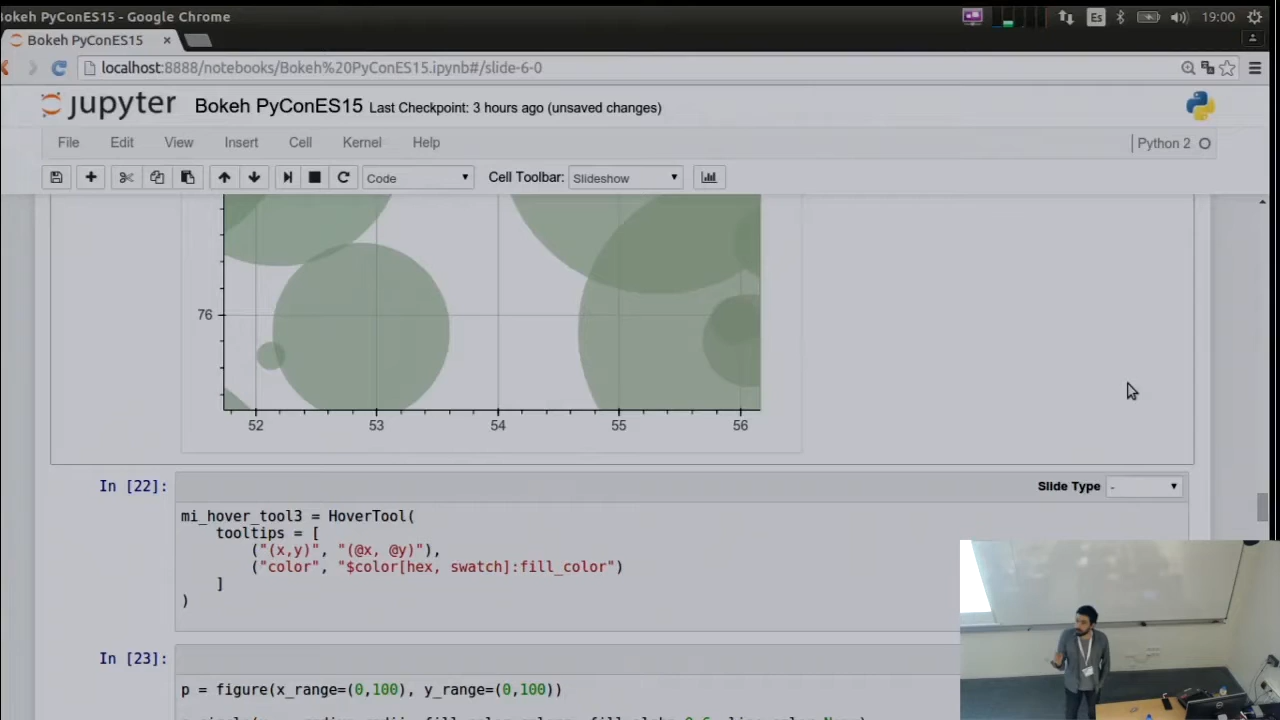 okeh PyConES15 - Google Chrome
Es
19:00
Bokeh PyConES15 ×
localhost:8888/notebooks/Bokeh%20PyConES15.ipynb#/slide-6-0
jupyter Bokeh PyConES15 Last Checkpoint: 3 hours ago (unsaved changes)
File Edit View Insert Cell Kernel Help
Python 2
Code
Cell Toolbar: Slideshow
76
52 53 54 55 56
In [22]:
Slide Type -
mi_hover_tool3 = HoverTool(
tooltips = [
("(x,y)", "(@x, @y)"),
("color", "$color[hex, swatch]:fill_color")
]
)
In [23]:
p = figure(x_range=(0,100), y_range=(0,100))